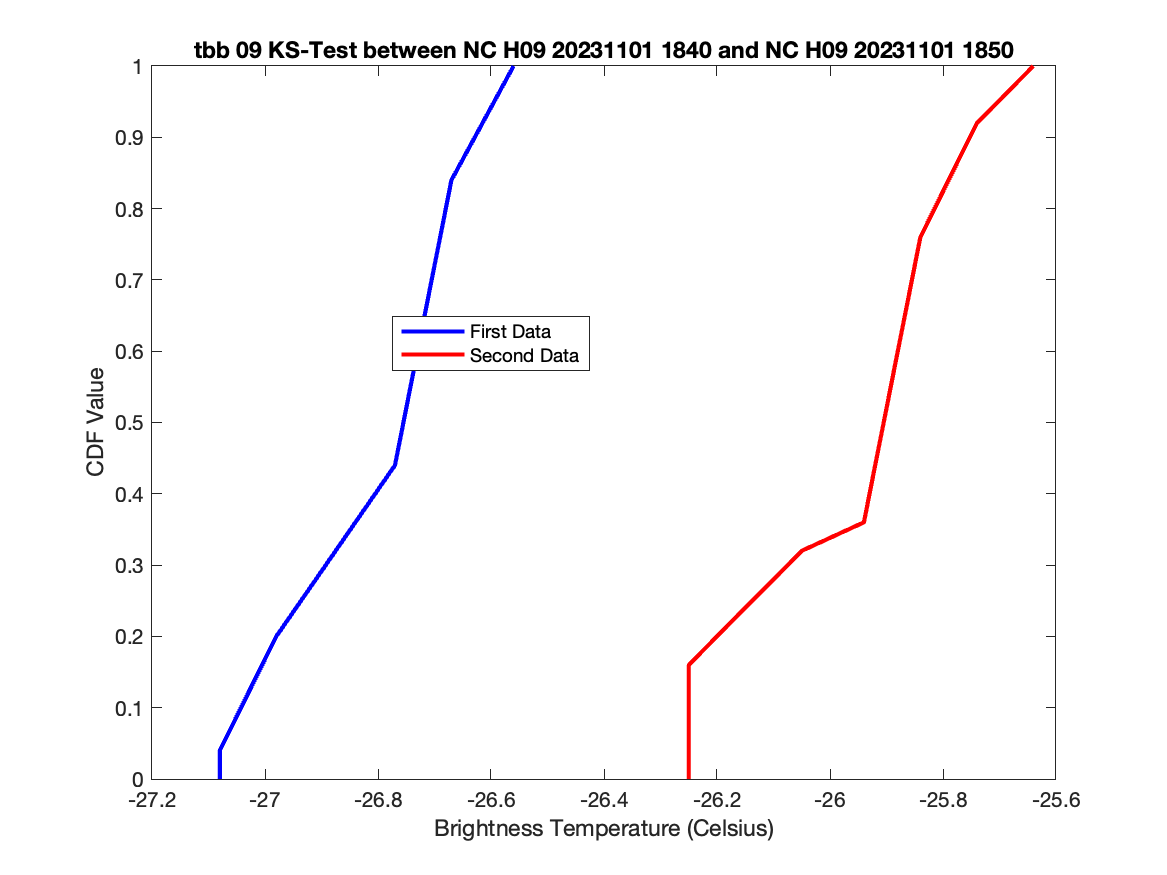 tbb 09 KS-Test between NC H09 20231101 1840 and NC H09 20231101 1850
1
0.9
0.8
0.7
0.6
0.5
0.4
0.3
0.2
0.1
0
CDF Value
First Data
Second Data
-27.2 -27 -26.8 -26.6 -26.4 -26.2 -26 -25.8 -25.6
Brightness Temperature (Celsius)